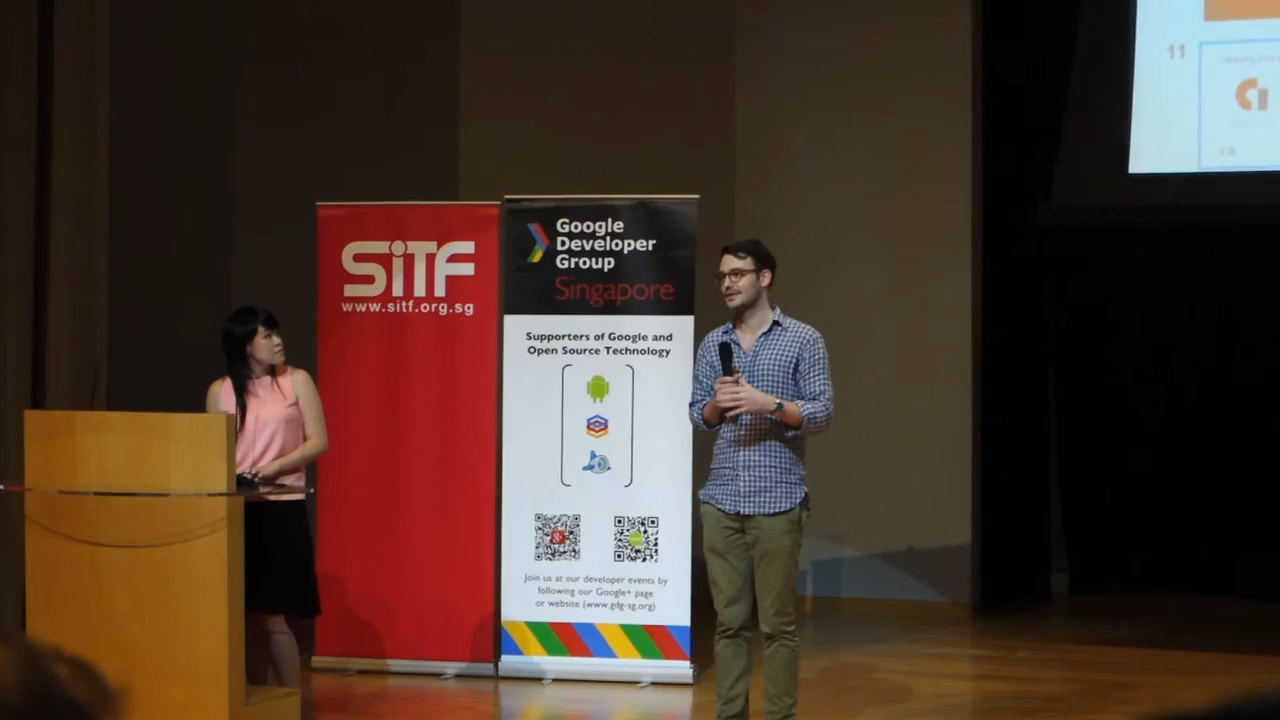 SiTF
www.sitf.org.sg
Google
Developer
Group
Singapore
Supporters of Google and
Open Source Technology
Join us at our developer events by
following our Google+ page
or website (www.gdg-sg.org)
11